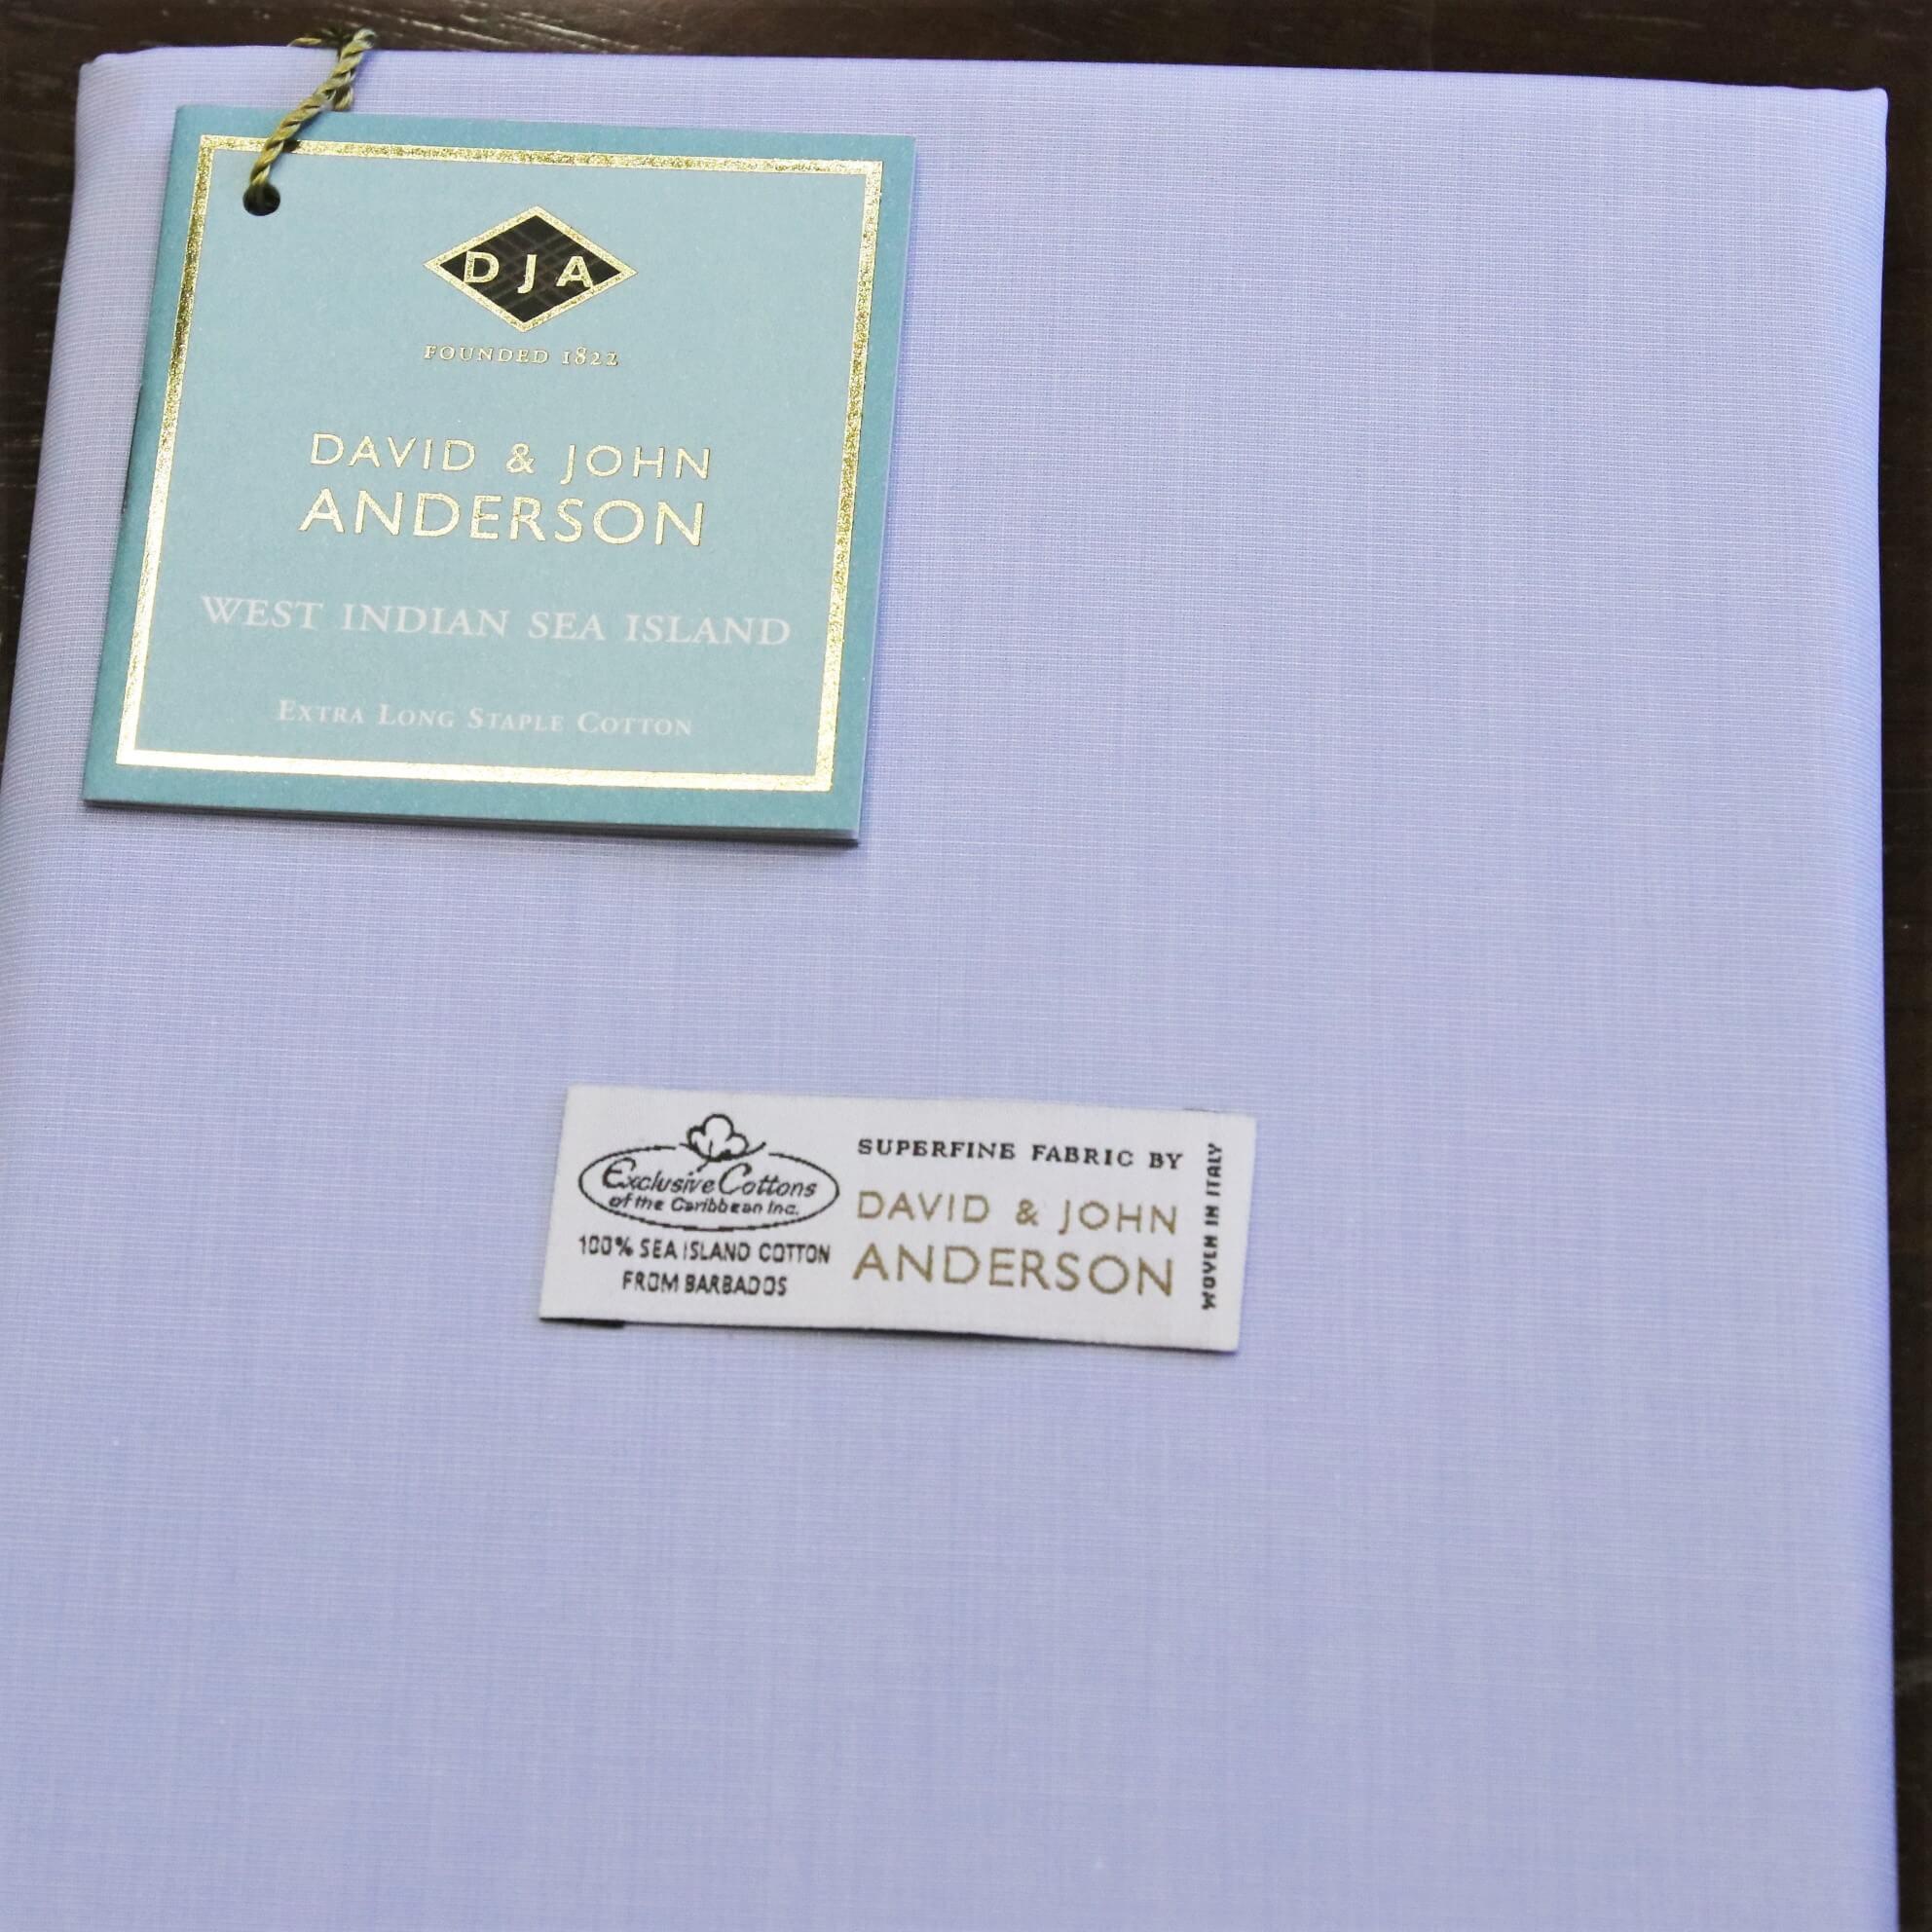 DJA
FOUNDED 1822
DAVID & JOHN
ANDERSON
WEST INDIAN SEA ISLAND
EXTRA LONG STAPLE COTTON
Exclusive Cottons
of the Caribbean Inc.
100% SEA ISLAND COTTON
FROM BARBADOS
SUPERFINE FABRIC BY
DAVID & JOHN
ANDERSON
WOVEN IN ITALY